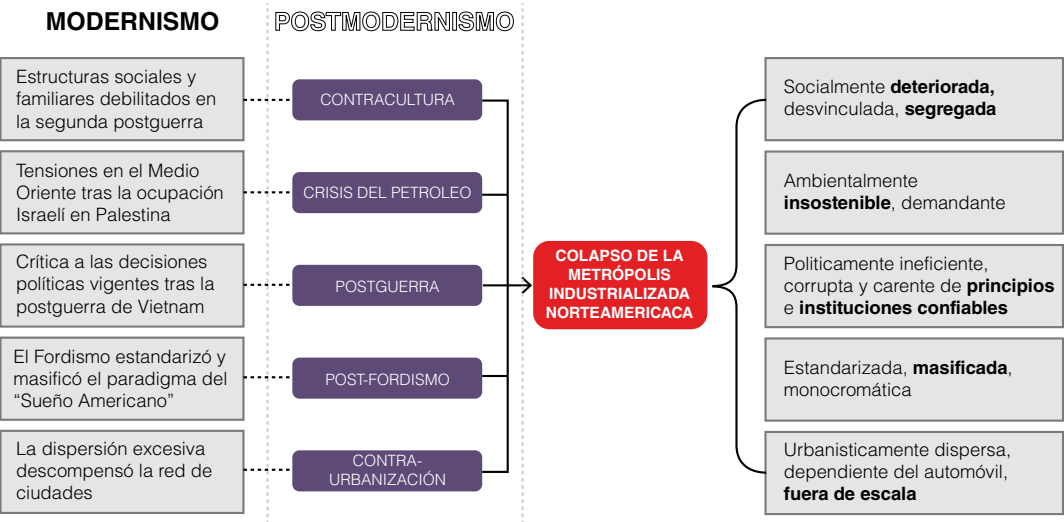 MODERNISMO
POSTMODERNISMO
Estructuras sociales y
familiares debilitados en
la segunda postguerra
CONTRACULTURA
Tensiones en el Medio
Oriente tras la ocupación
Israelí en Palestina
CRISIS DEL PETROLEO
Crítica a las decisiones
políticas vigentes tras la
postguerra de Vietnam
POSTGUERRA
El Fordismo estandarizó y
masificó el paradigma del
“Sueño Americano”
POST-FORDISMO
La dispersión excesiva
descompensó la red de
ciudades
CONTRA-
URBANIZACIÓN
COLAPSO DE LA
METRÓPOLIS
INDUSTRIALIZADA
NORTEAMERICACA
Socialmente deteriorada,
desvinculada, segregada
Ambientalmente
insostenible, demandante
Politicamente ineficiente,
corrupta y carente de principios
e instituciones confiables
Estandarizada, masificada,
monocromática
Urbanisticamente dispersa,
dependiente del automóvil,
fuera de escala